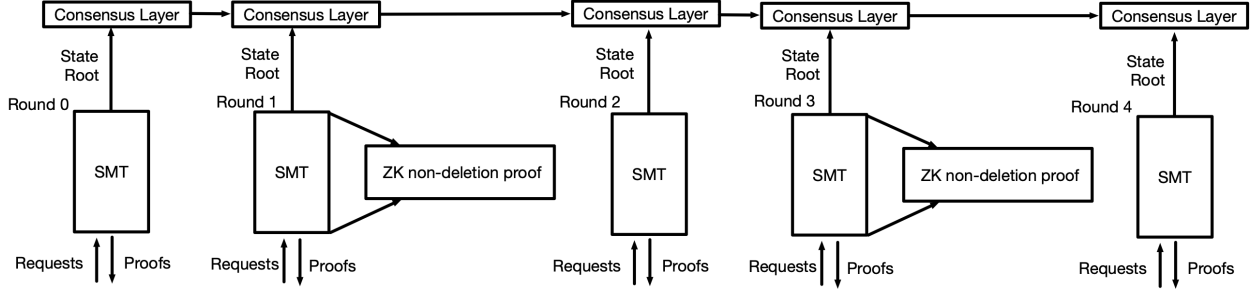 Consensus Layer
Consensus Layer
Consensus Layer
Consensus Layer
Consensus Layer
State
Root
State
Root
State
Root
State
Root
State
Root
Round 0
Round 1
Round 2
Round 3
Round 4
SMT
SMT
ZK non-deletion proof
SMT
SMT
ZK non-deletion proof
SMT
Requests
Proofs
Requests
Proofs
Requests
Proofs
Requests
Proofs
Requests
Proofs